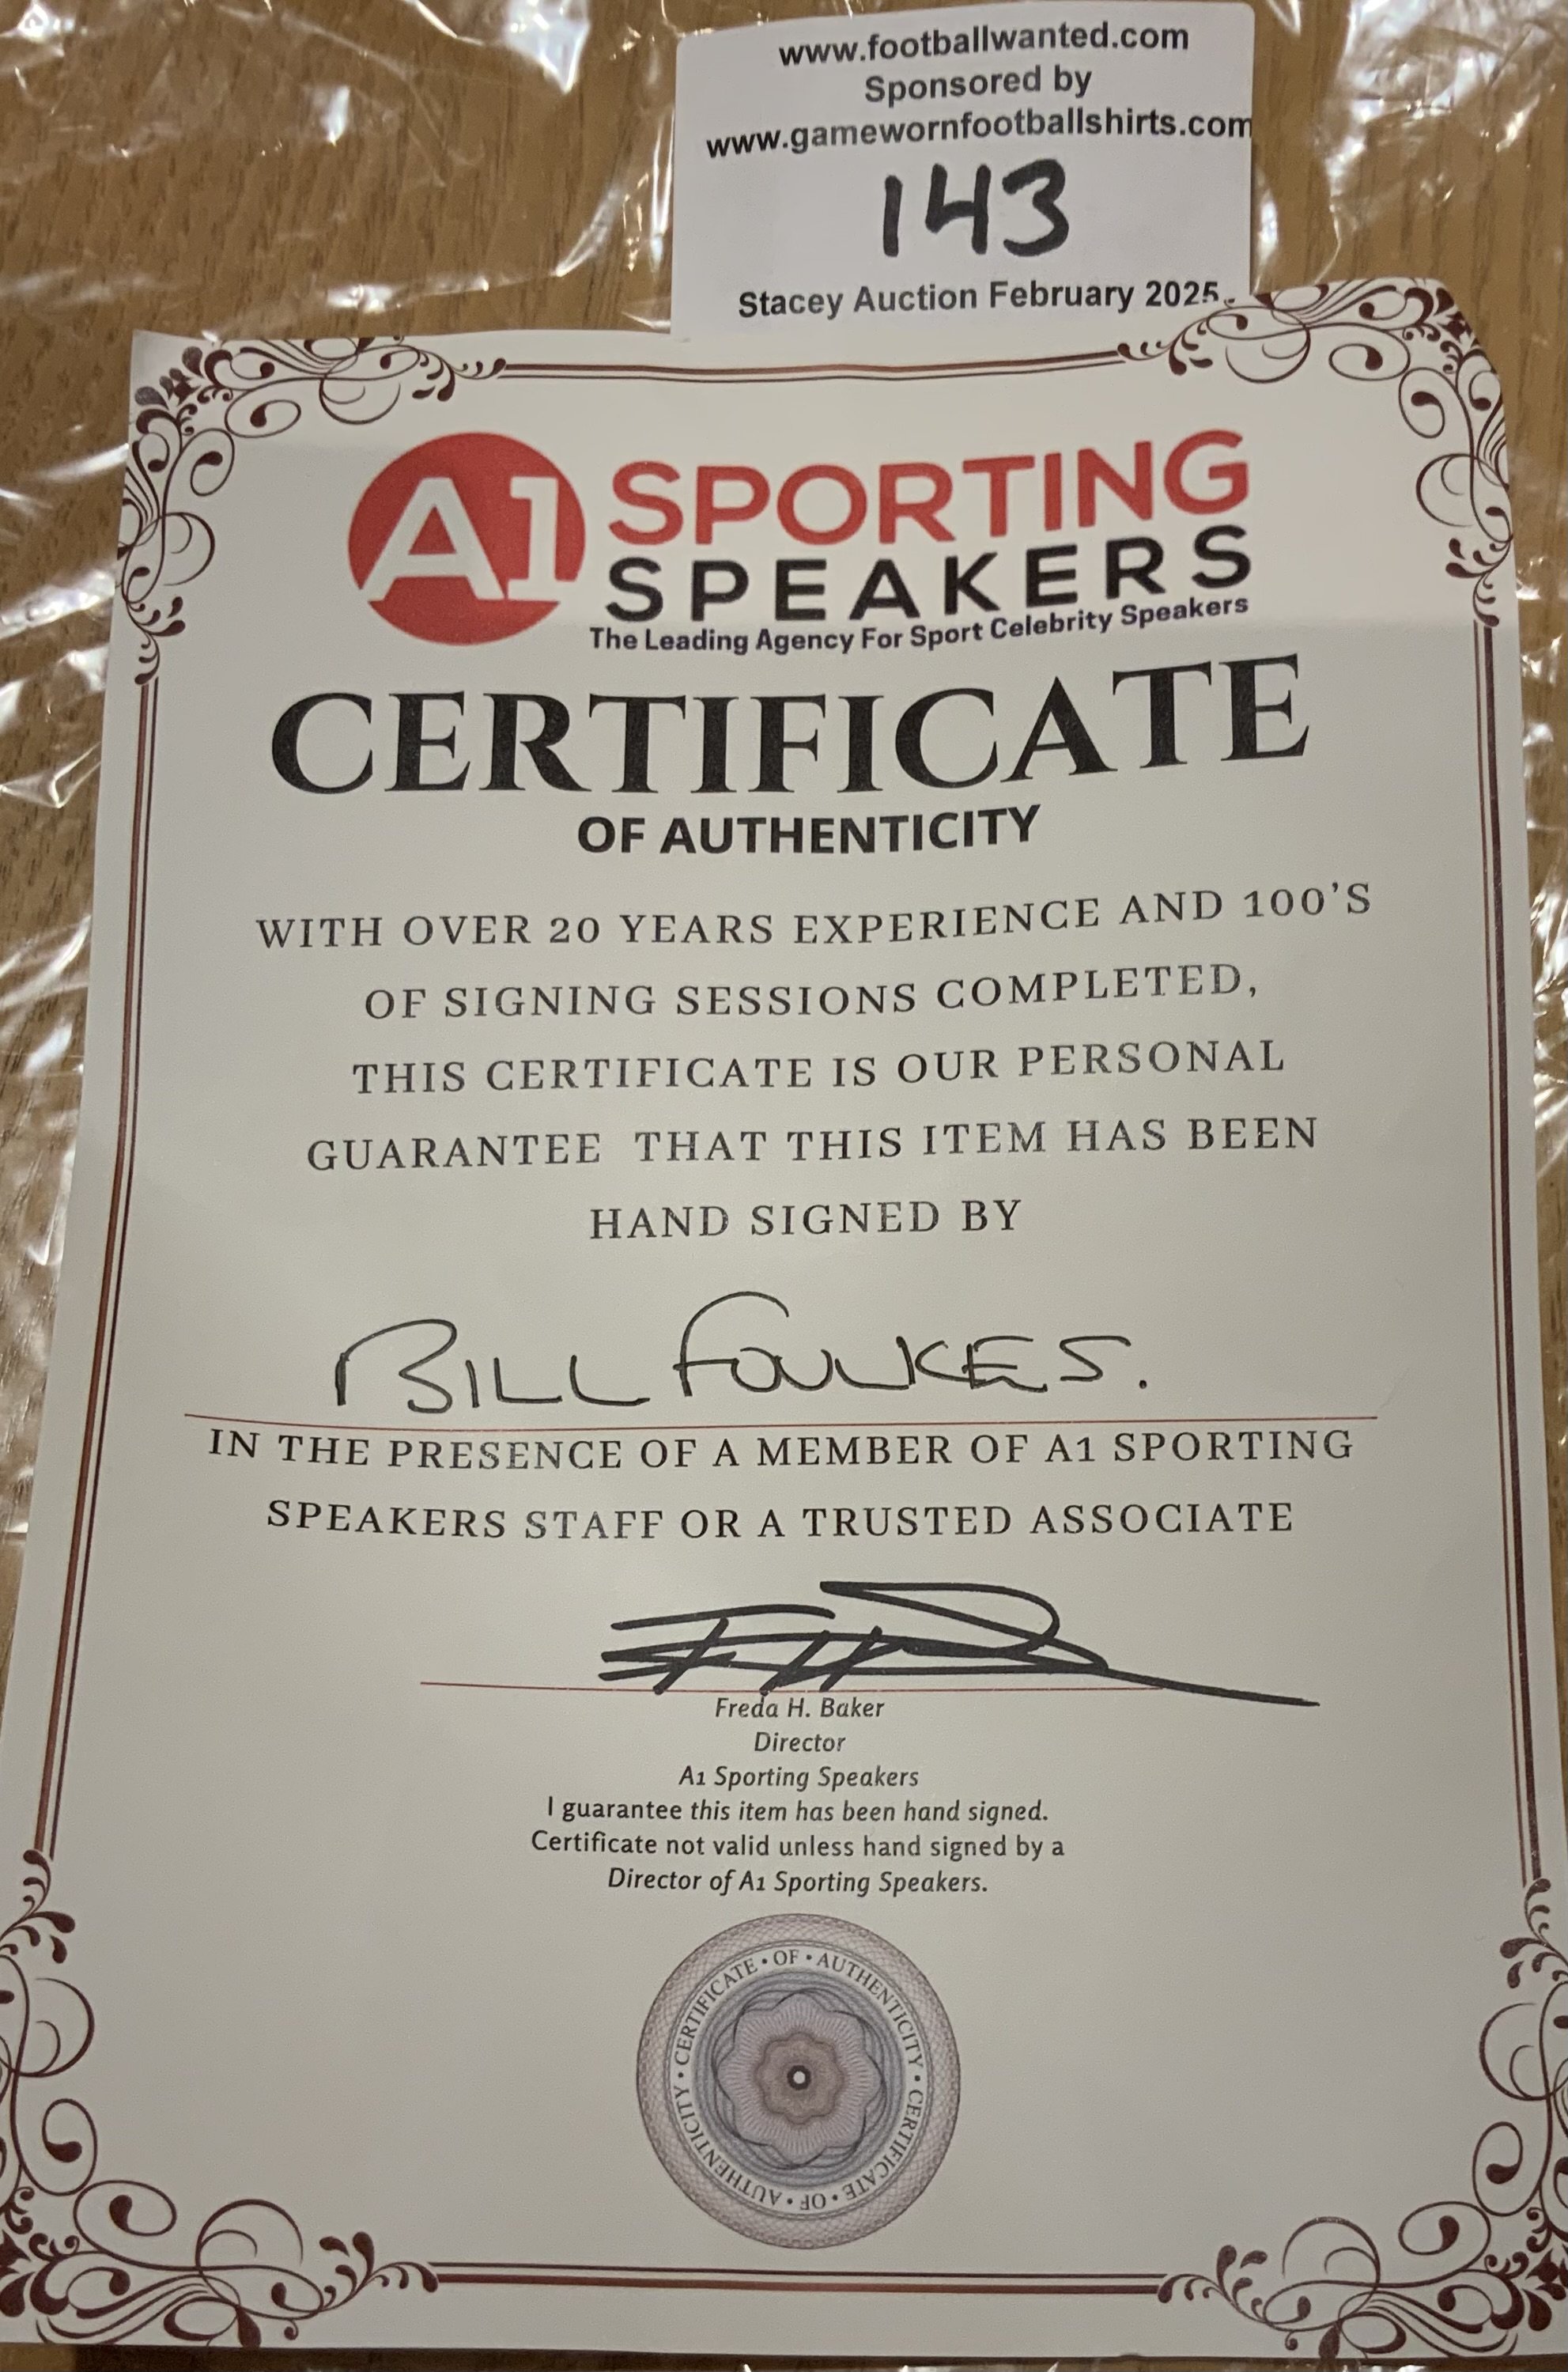 www.footballwanted.com
Sponsored by
www.gamewornfootballshirts.com
143
Stacey Auction February 2025
A1 SPORTING
SPEAKERS
The Leading Agency For Sport Celebrity Speakers
CERTIFICATE
OF AUTHENTICITY
WITH OVER 20 YEARS EXPERIENCE AND 100'S
OF SIGNING SESSIONS COMPLETED,
THIS CERTIFICATE IS OUR PERSONAL
GUARANTEE THAT THIS ITEM HAS BEEN
HAND SIGNED BY
BILL FOULKES.
IN THE PRESENCE OF A MEMBER OF A1 SPORTING
SPEAKERS STAFF OR A TRUSTED ASSOCIATE
Freda H. Baker
Director
A1 Sporting Speakers
I guarantee this item has been hand signed.
Certificate not valid unless hand signed by a
Director of A1 Sporting Speakers.
CERTIFICATE • OF • AUTHENTICITY • CERTIFICATE • OF • AUTHENTICITY •